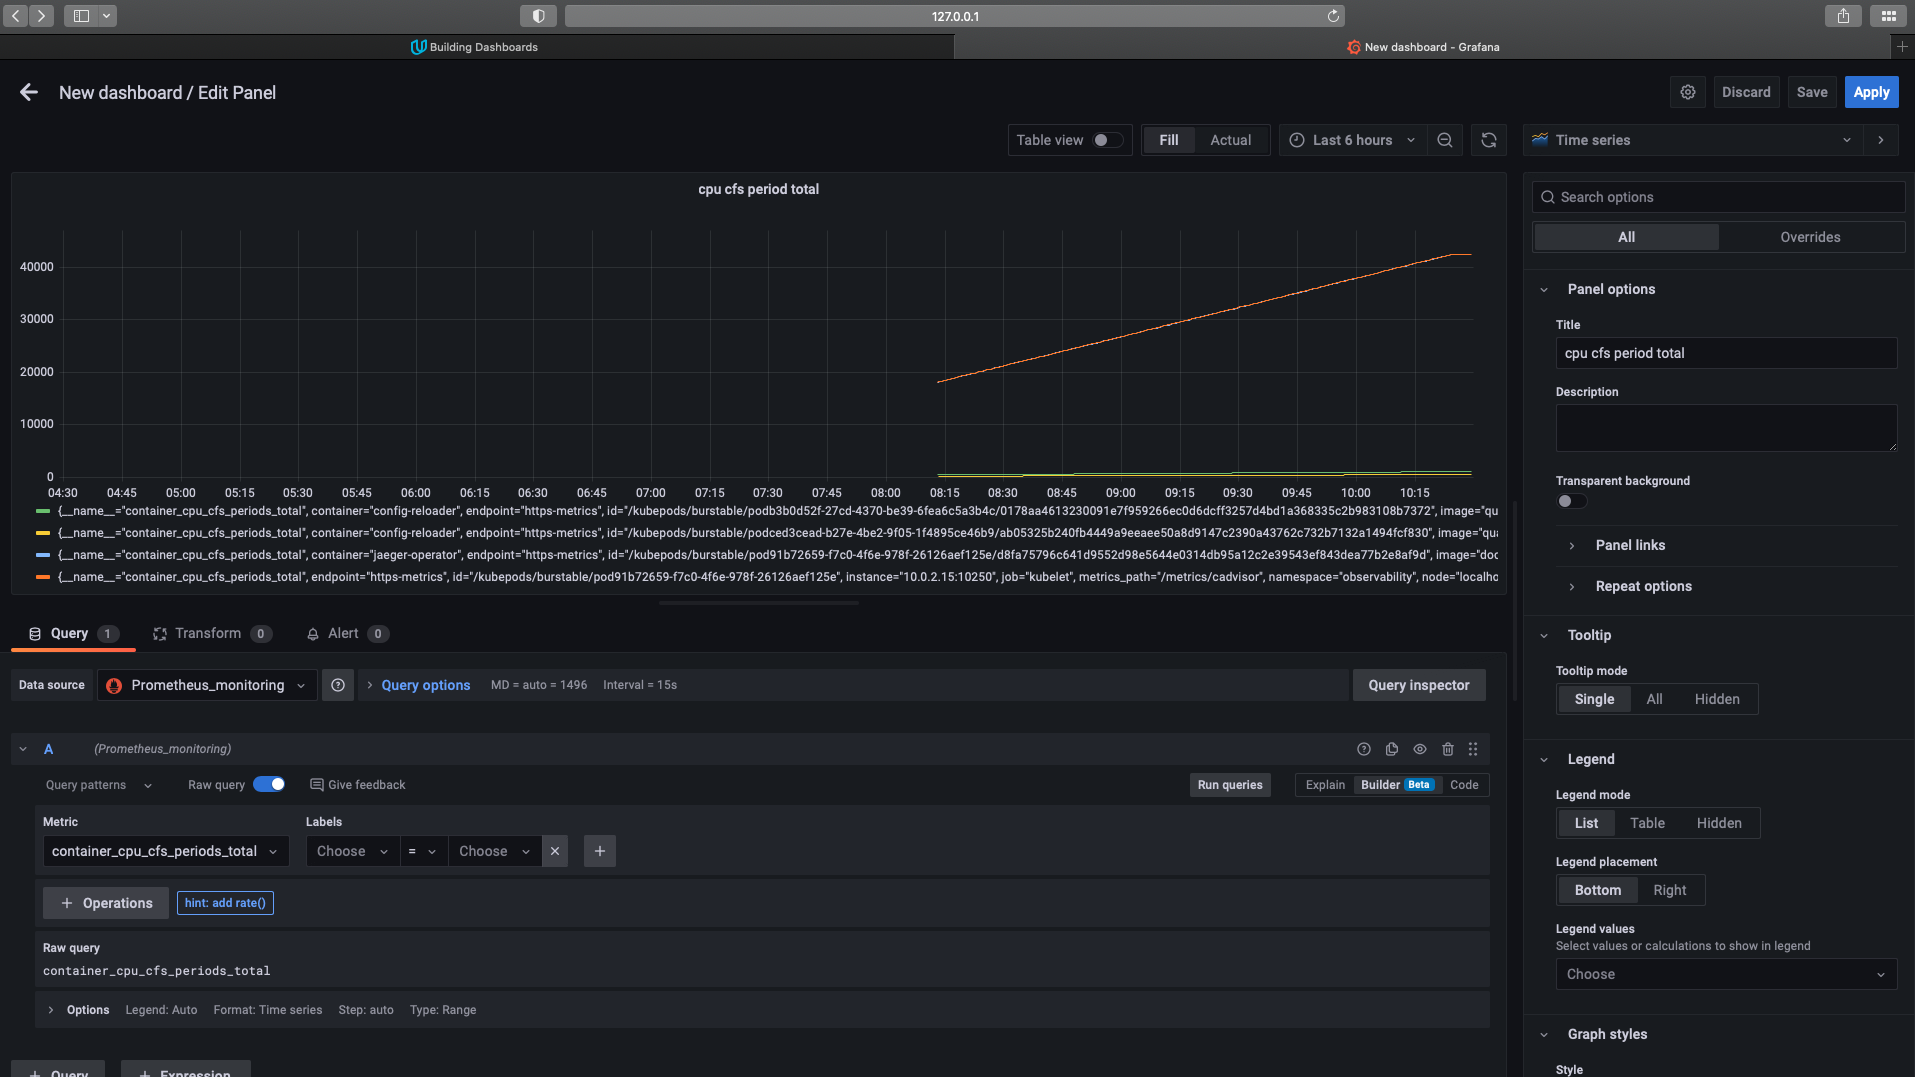 127.0.0.1
Building Dashboards
New dashboard - Grafana
New dashboard / Edit Panel
Discard
Save
Apply
Table view
Fill
Actual
Last 6 hours
Time series
cpu cfs period total
40000
30000
20000
10000
0
04:30 04:45 05:00 05:15 05:30 05:45 06:00 06:15 06:30 06:45 07:00 07:15 07:30 07:45 08:00 08:15 08:30 08:45 09:00 09:15 09:30 09:45 10:00 10:15
{__name__="container_cpu_cfs_periods_total", container="config-reloader", endpoint="https-metrics", id="/kubepods/burstable/podb3b0d52f-27cd-4370-be39-6fea6c5a3b4c/0178aa4613230091e7f959266ec0d6dcff3257d4bd1a368335c2b983108b7372", image="qu
{__name__="container_cpu_cfs_periods_total", container="config-reloader", endpoint="https-metrics", id="/kubepods/burstable/podced3cead-b27e-4be2-9f05-1f4895ce46b9/ab05325b240fb4449a9eeaee50a8d9147c2390a43762c732b7132a1494fcf830", image="qua
{__name__="container_cpu_cfs_periods_total", container="jaeger-operator", endpoint="https-metrics", id="/kubepods/burstable/pod91b72659-f7c0-4f6e-978f-26126aef125e/d8fa75796c641d9552d98e5644e0314db95a12c2e39543ef843dea77b2e8af9d", image="doc
{__name__="container_cpu_cfs_periods_total", endpoint="https-metrics", id="/kubepods/burstable/pod91b72659-f7c0-4f6e-978f-26126aef125e", instance="10.0.2.15:10250", job="kubelet", metrics_path="/metrics/cadvisor", namespace="observability", node="localho
Query 1
Transform 0
Alert 0
Data source
Prometheus_monitoring
Query options
MD = auto = 1496
Interval = 15s
Query inspector
A
(Prometheus_monitoring)
Query patterns
Raw query
Give feedback
Run queries
Explain
Builder Beta
Code
Metric
Labels
container_cpu_cfs_periods_total
Choose
=
Choose
+ Operations
hint: add rate()
Raw query
container_cpu_cfs_periods_total
Options
Legend: Auto
Format: Time series
Step: auto
Type: Range
+ Query
+ Expression
Search options
All
Overrides
Panel options
Title
cpu cfs period total
Description
Transparent background
Panel links
Repeat options
Tooltip
Tooltip mode
Single
All
Hidden
Legend
Legend mode
List
Table
Hidden
Legend placement
Bottom
Right
Legend values
Select values or calculations to show in legend
Choose
Graph styles
Style